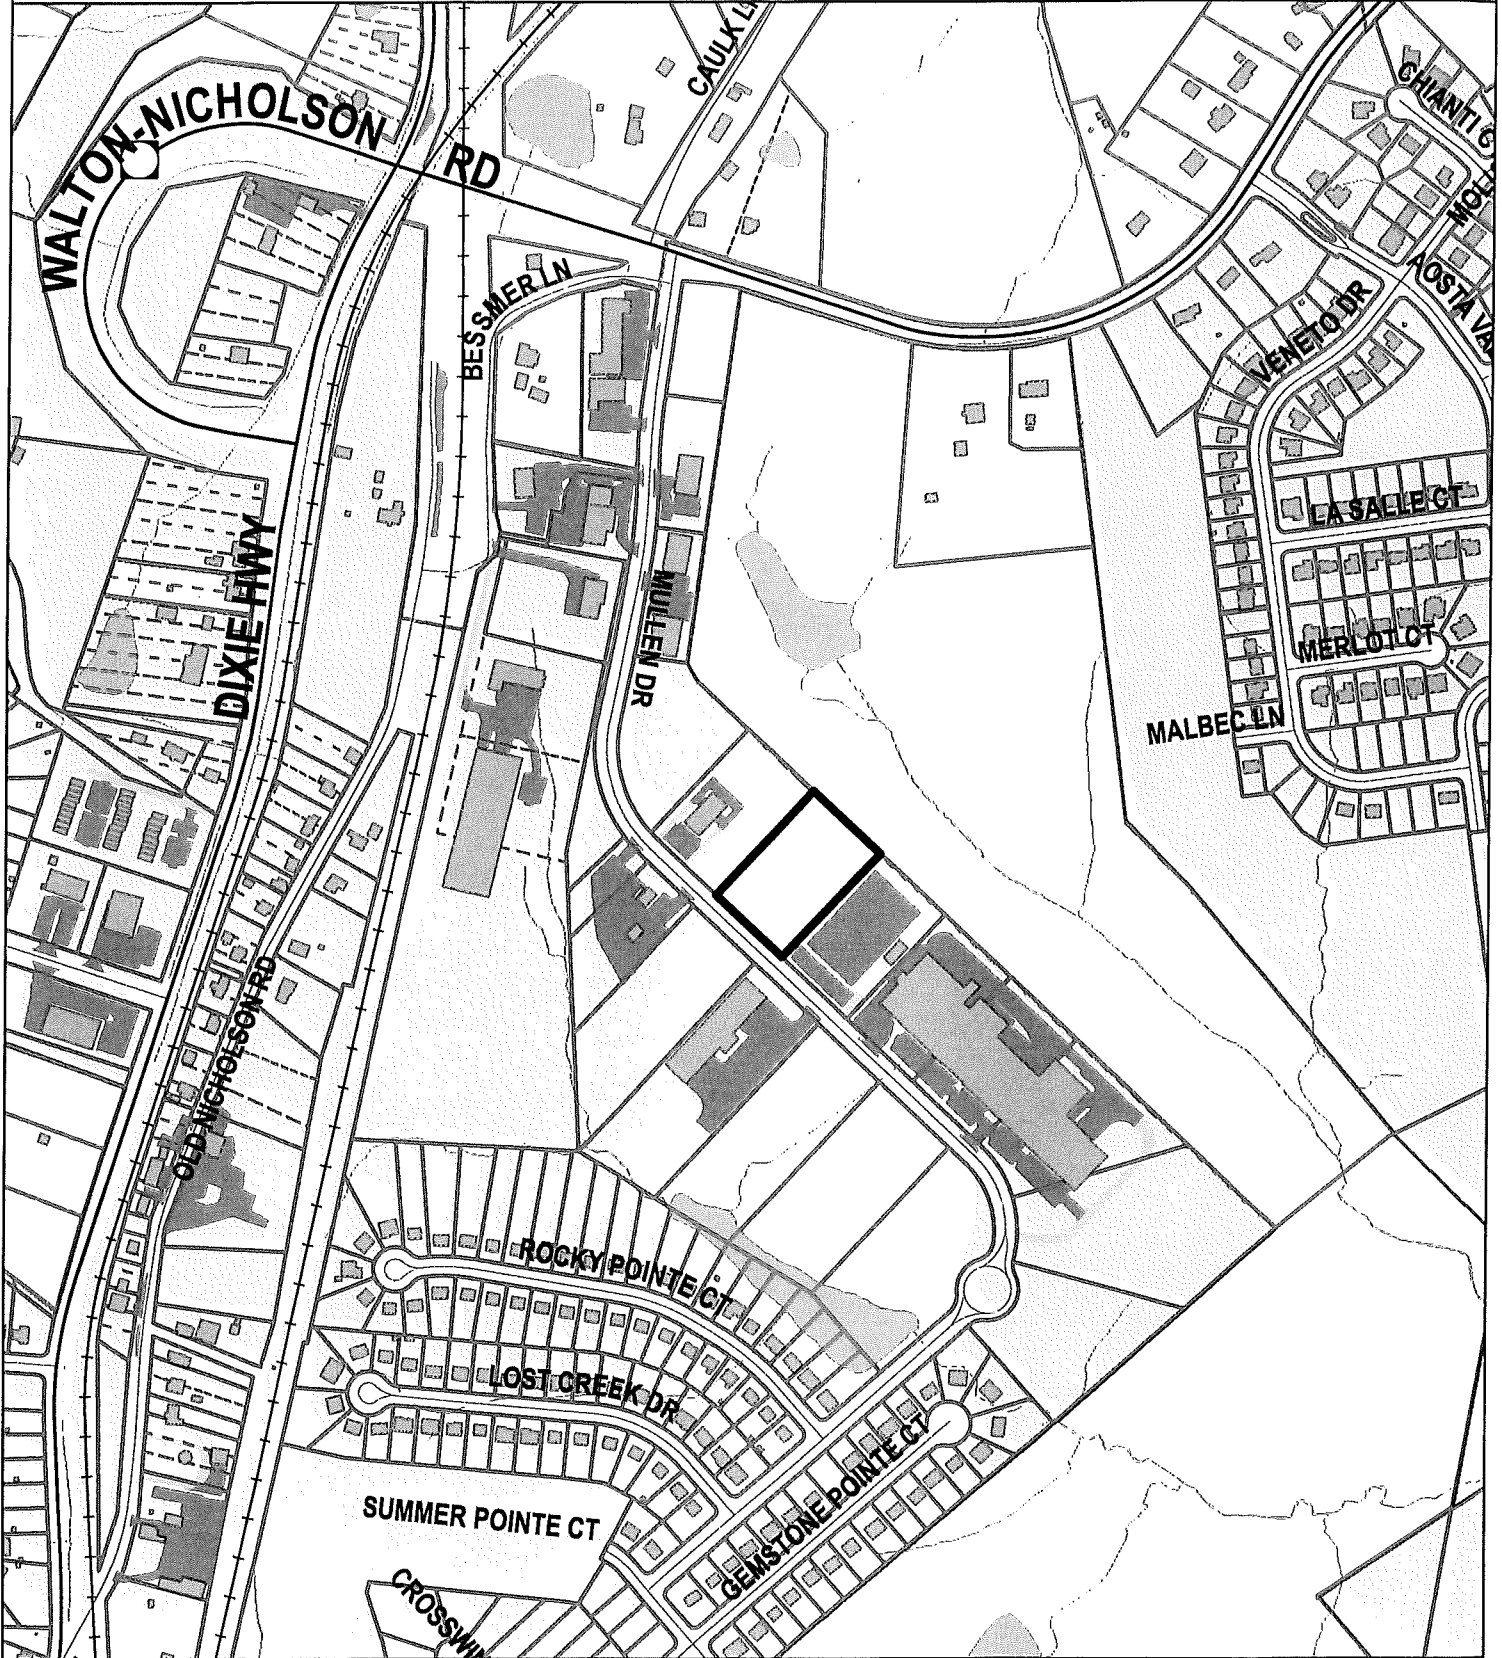 CAULK
CHIANTI
WALTON-NICHOLSON RD
AOSTA
BESSMER LN
VENETO DR
LA SALLE CT
DIXIE HWY
MULLEN DR
MERLOT CT
MALBEC LN
OLD NICHOLSON RD
ROCKY POINTE CT
LOST CREEK DR
SUMMER POINTE CT
GEMSTONE POINTE CT